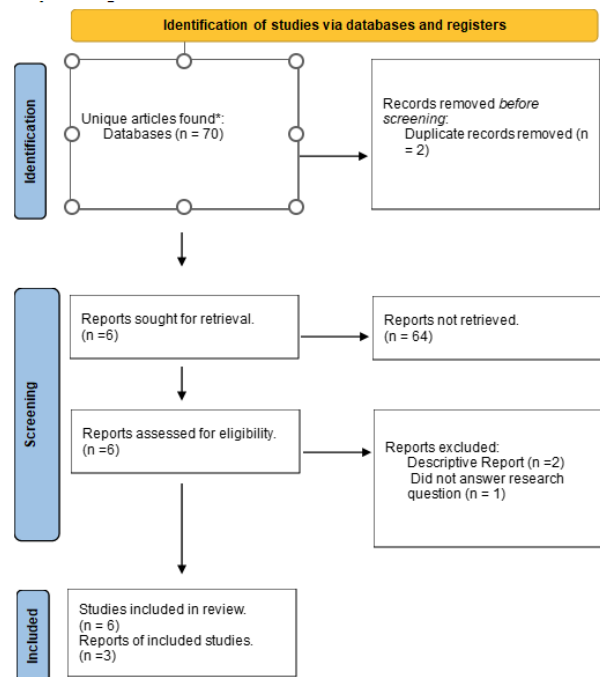 Identification of studies via databases and registers
Identification
Unique articles found*:
Databases (n = 70)
Records removed before
screening:
Duplicate records removed (n
= 2)
Screening
Reports sought for retrieval.
(n =6)
Reports not retrieved.
(n = 64)
Reports assessed for eligibility.
(n =6)
Reports excluded:
Descriptive Report (n =2)
Did not answer research
question (n = 1)
Included
Studies included in review.
(n = 6)
Reports of included studies.
(n =3)